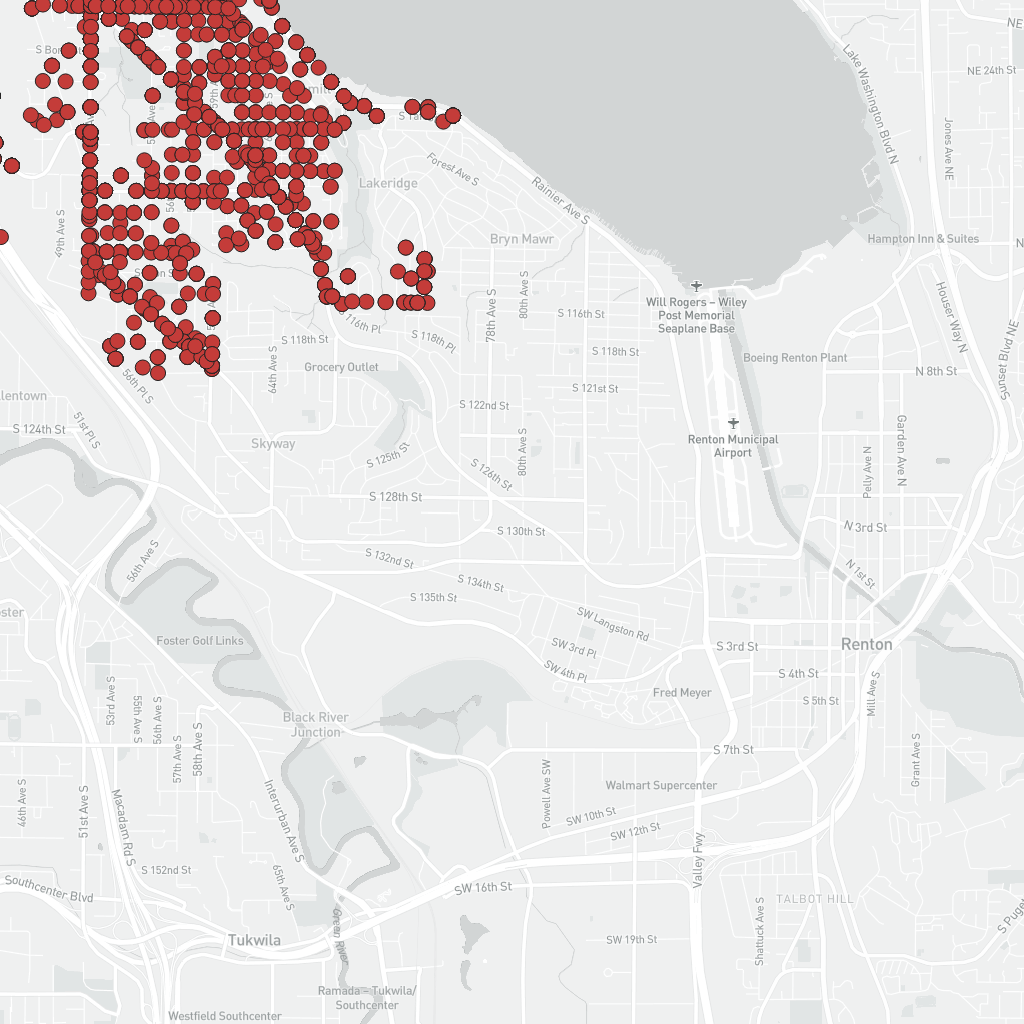 NE
Lake Washington Blvd N
NE 24th St
Jones Ave NE
Forest Ave S
Lakeridge
Rainier Ave S
49th Ave S
Bryn Mawr
Hampton Inn & Suites
N
80th Ave S
78th Ave S
Will Rogers – Wiley
Post Memorial
Seaplane Base
S 116th St
116th Pl
S 118th Pl
S 118th St
S 118th St
64th Ave S
Grocery Outlet
Boeing Renton Plant
Houser Way N
Sunset Blvd NE
N 8th St
56th Pl S
S 121st St
S 122nd St
51st Pl S
S 124th St
Skyway
S 125th St
80th Ave S
S 126th St
Renton Municipal
Airport
Garden Ave N
Pelly Ave N
S 128th St
S 130th St
N 3rd St
N 1st St
56th Ave S
S 132nd St
S 134th St
S 135th St
SW Langston Rd
Foster Golf Links
SW 3rd Pl
SW 4th Pl
S 3rd St
Renton
S 4th St
S 5th St
Fred Meyer
Mill Ave S
53rd Ave S
55th Ave S
56th Ave S
57th Ave S
58th Ave S
Black River
Junction
S 7th St
Grant Ave S
46th Ave S
51st Ave S
Macadam Rd S
Interurban Ave S
Powell Ave SW
Walmart Supercenter
SW 10th St
SW 12th St
Valley Fwy
S 152nd St
65th Ave S
Southcenter Blvd
SW 16th St
TALBOT HILL
Shattuck Ave S
S Puget
Green River
Tukwila
SW 19th St
Ramada – Tukwila/
Southcenter
Westfield Southcenter